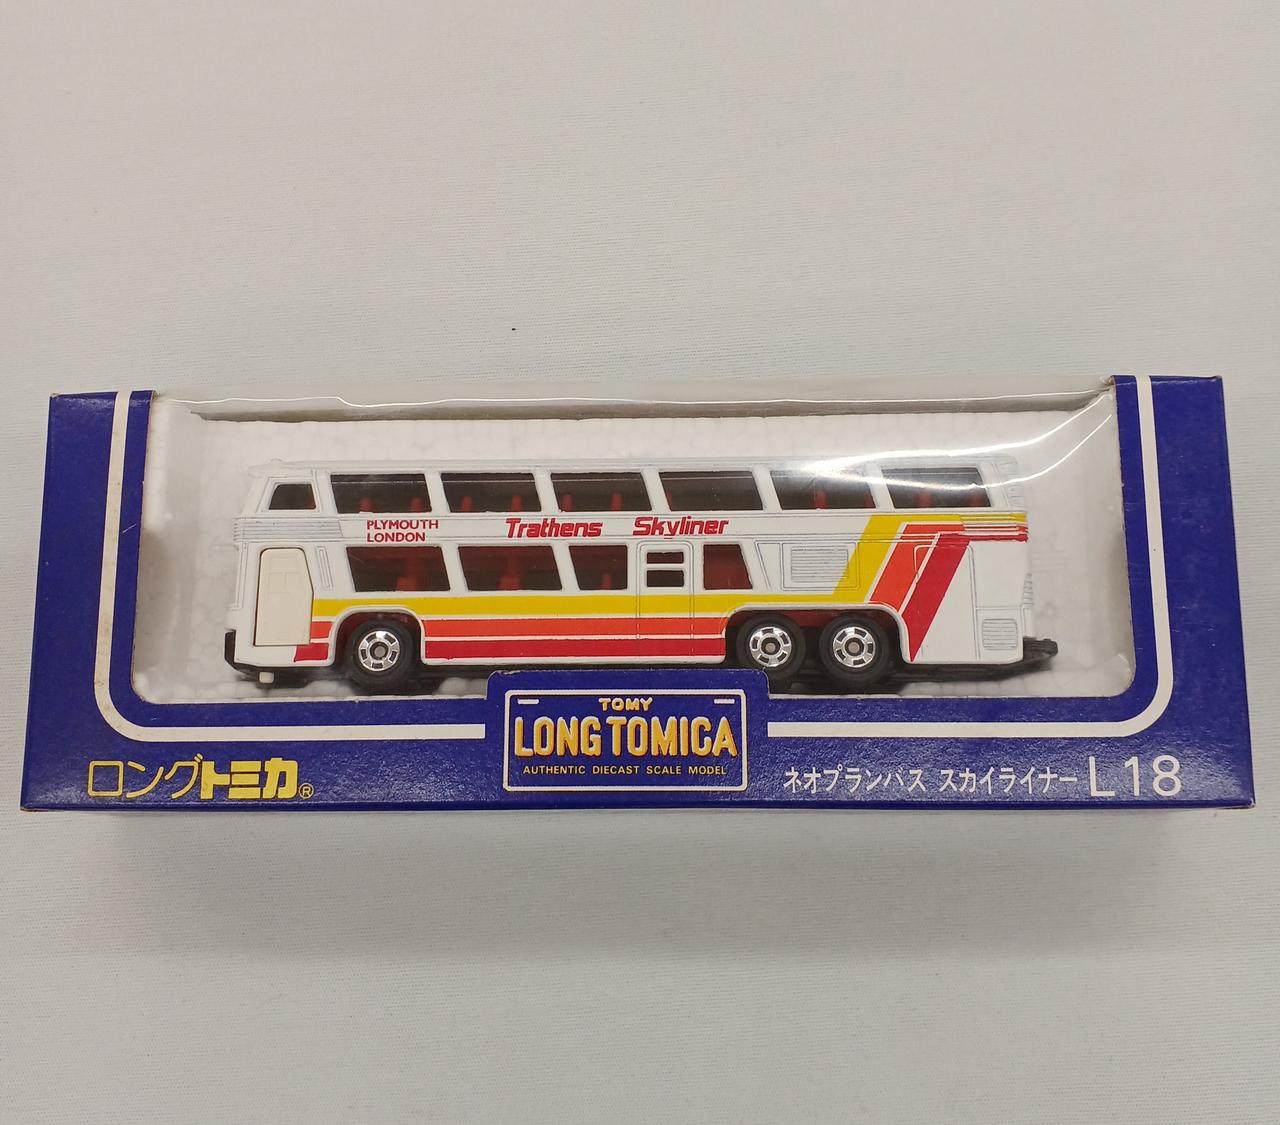 PLYMOUTH
LONDON
Trathens Skyliner
TOMY
LONG TOMICA
AUTHENTIC DIECAST SCALE MODEL
ロングトミカ®
ネオプランバス スカイライナー L18